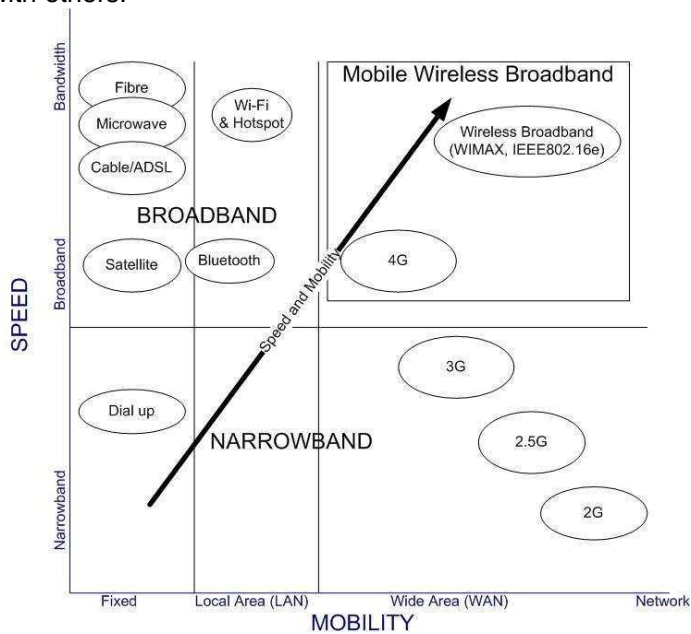 with others.
Bandwidth
Fibre
Microwave
Cable/ADSL
Wi-Fi
& Hotspot
Mobile Wireless Broadband
Wireless Broadband
(WIMAX, IEEE802.16e)
BROADBAND
Broadband
Satellite
Bluetooth
4G
Speed and Mobility
SPEED
3G
Dial up
NARROWBAND
2.5G
Narrowband
2G
Fixed
Local Area (LAN)
Wide Area (WAN)
Network
MOBILITY